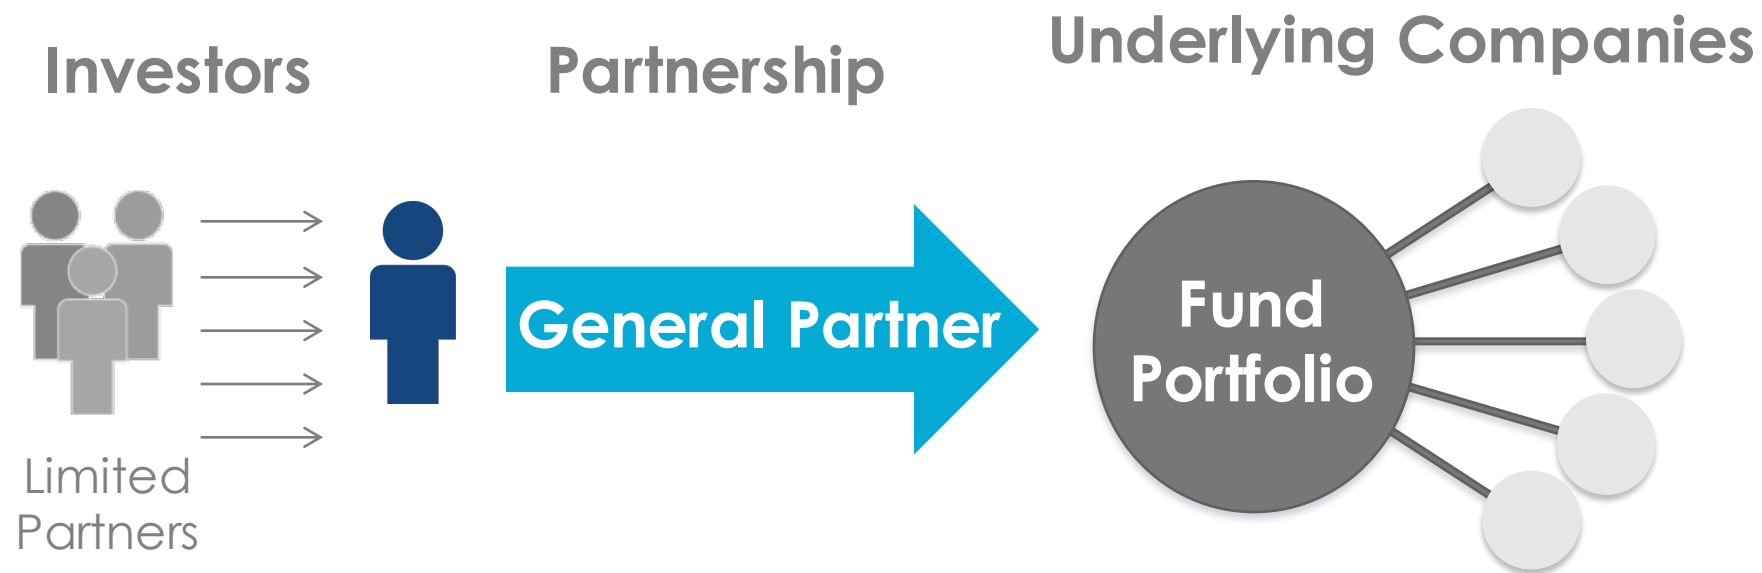 Investors
Partnership
Underlying Companies
Limited
Partners
General Partner
Fund
Portfolio